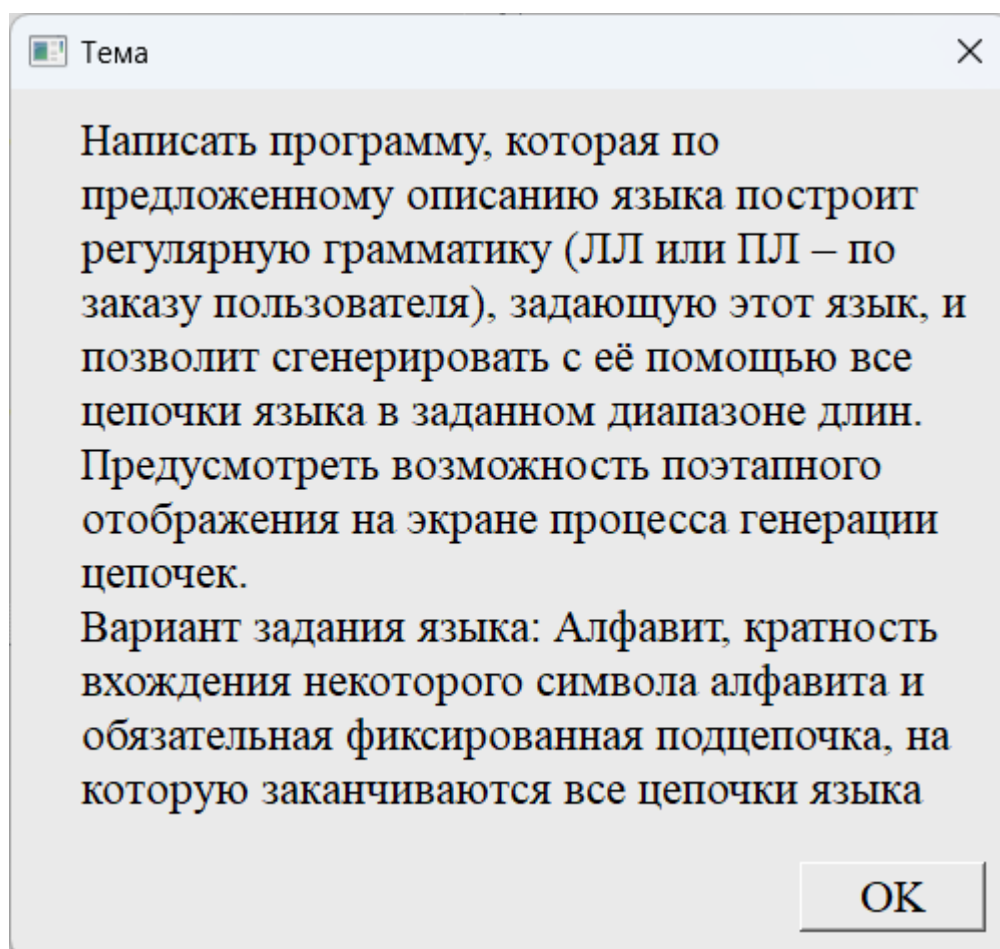 Тема
Написать программу, которая по
предложенному описанию языка построит
регулярную грамматику (ЛЛ или ПЛ – по
заказу пользователя), задающую этот язык, и
позволит сгенерировать с её помощью все
цепочки языка в заданном диапазоне длин.
Предусмотреть возможность поэтапного
отображения на экране процесса генерации
цепочек.
Вариант задания языка: Алфавит, кратность
вхождения некоторого символа алфавита и
обязательная фиксированная подцепочка, на
которую заканчиваются все цепочки языка
OK